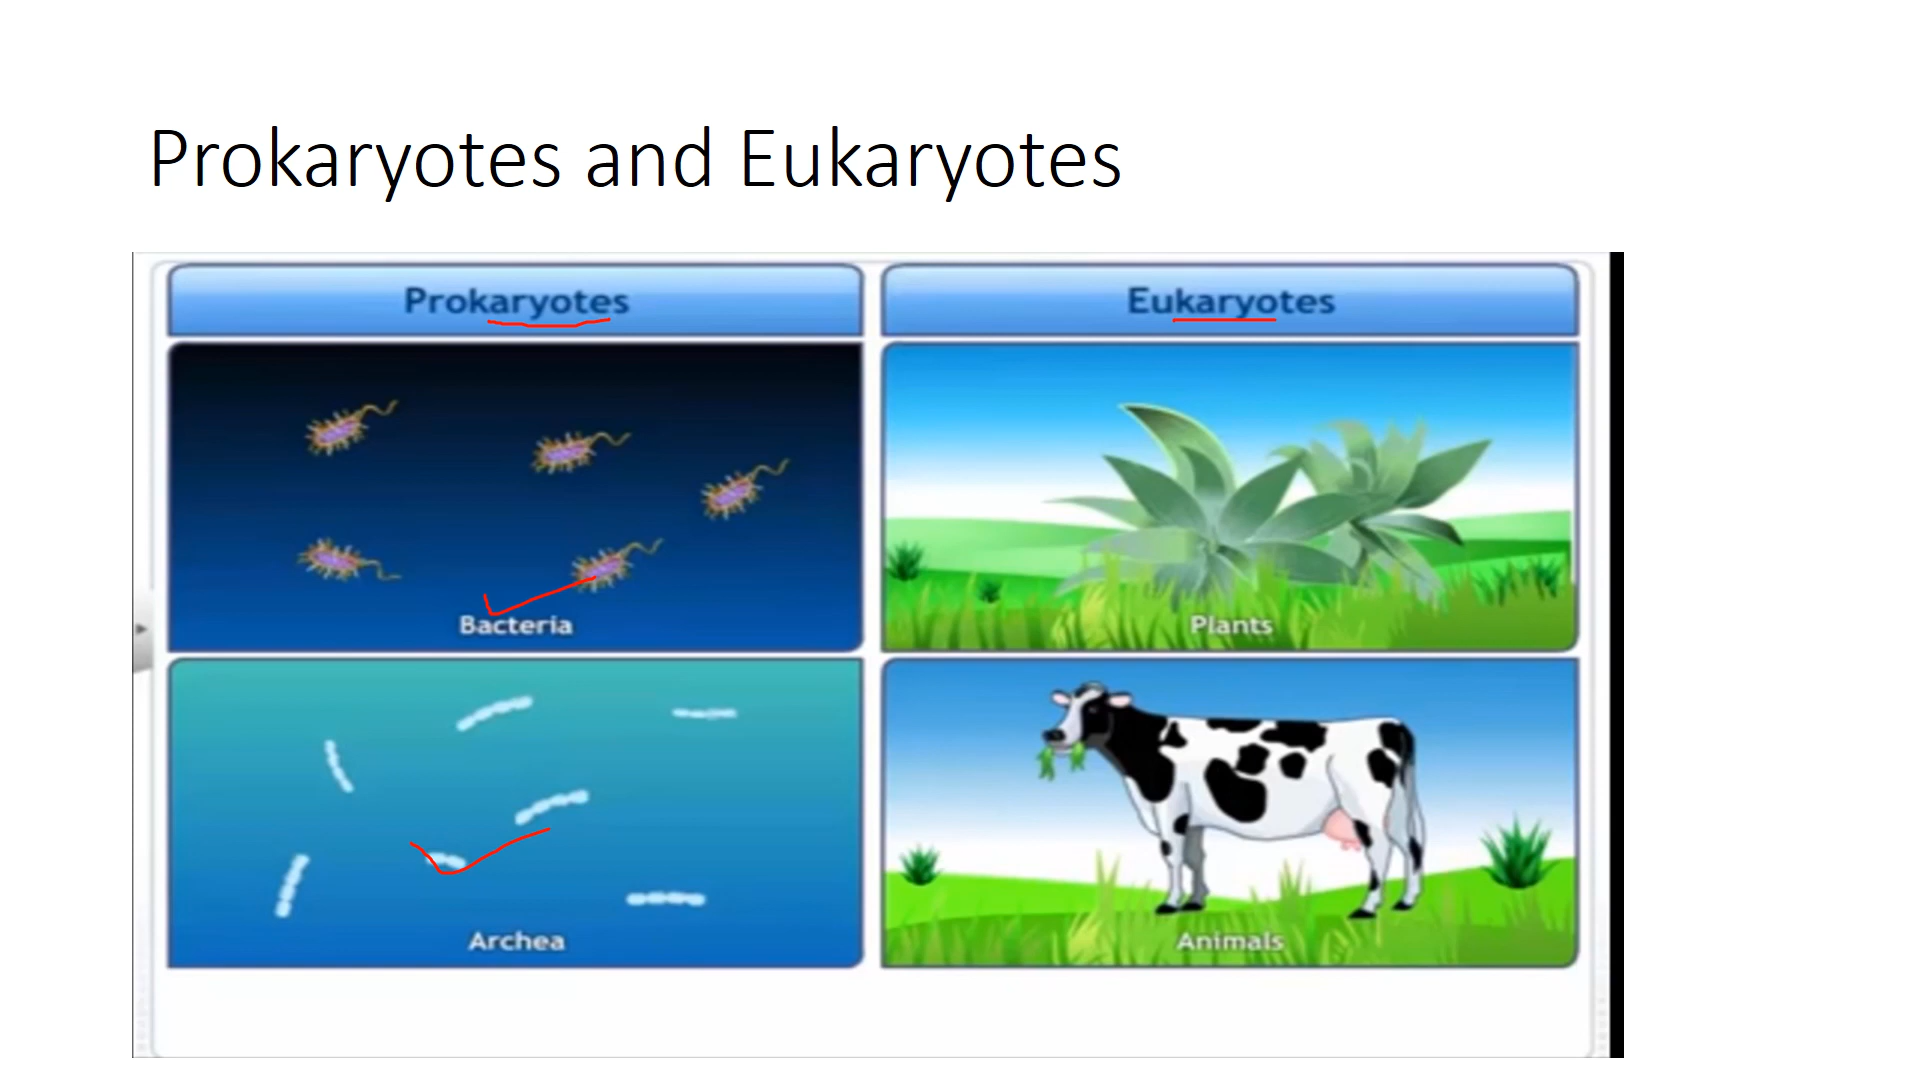 Prokaryotes and Eukaryotes
Prokaryotes
Eukaryotes
Bacteria
Plants
Archea
Animals